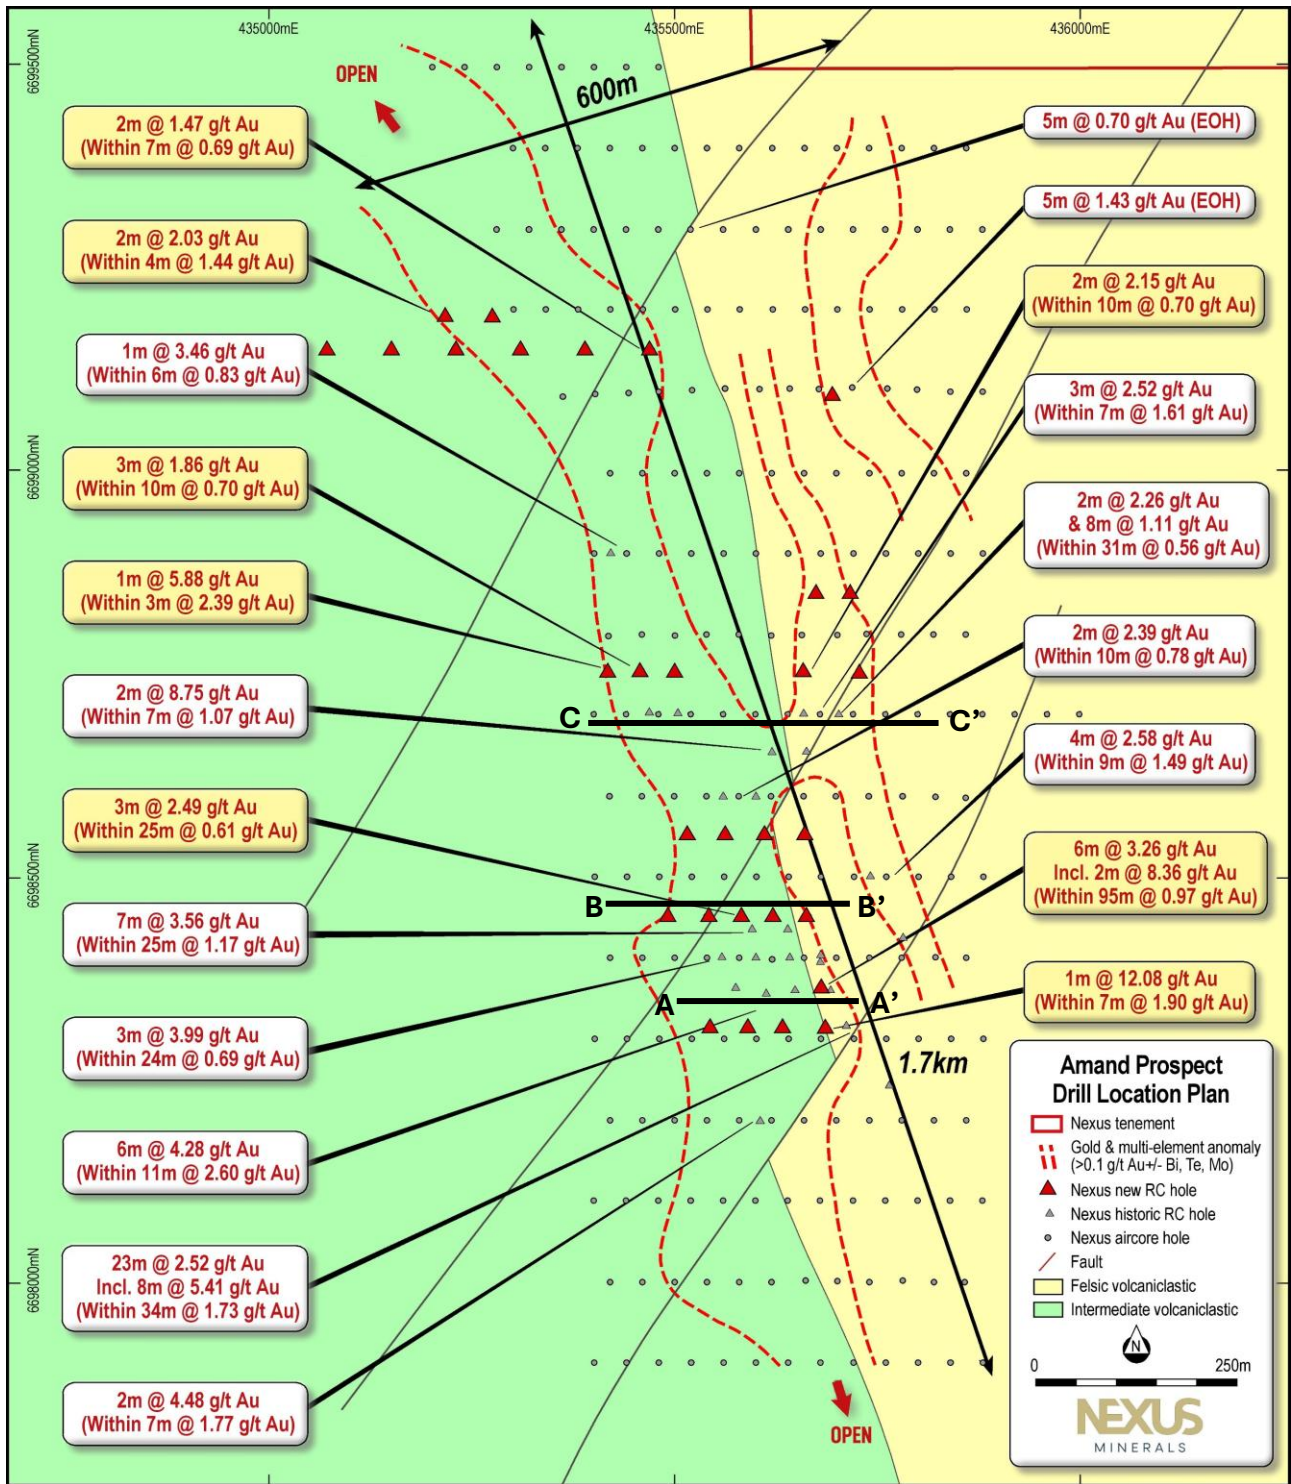 435000mE
435500mE
436000mE
6699500mN
6699000mN
6698500mN
6698000mN
OPEN
600m
2m @ 1.47 g/t Au
(Within 7m @ 0.69 g/t Au)
2m @ 2.03 g/t Au
(Within 4m @ 1.44 g/t Au)
1m @ 3.46 g/t Au
(Within 6m @ 0.83 g/t Au)
3m @ 1.86 g/t Au
(Within 10m @ 0.70 g/t Au)
1m @ 5.88 g/t Au
(Within 3m @ 2.39 g/t Au)
2m @ 8.75 g/t Au
(Within 7m @ 1.07 g/t Au)
3m @ 2.49 g/t Au
(Within 25m @ 0.61 g/t Au)
7m @ 3.56 g/t Au
(Within 25m @ 1.17 g/t Au)
3m @ 3.99 g/t Au
(Within 24m @ 0.69 g/t Au)
6m @ 4.28 g/t Au
(Within 11m @ 2.60 g/t Au)
23m @ 2.52 g/t Au
Incl. 8m @ 5.41 g/t Au
(Within 34m @ 1.73 g/t Au)
2m @ 4.48 g/t Au
(Within 7m @ 1.77 g/t Au)
5m @ 0.70 g/t Au (EOH)
5m @ 1.43 g/t Au (EOH)
2m @ 2.15 g/t Au
(Within 10m @ 0.70 g/t Au)
3m @ 2.52 g/t Au
(Within 7m @ 1.61 g/t Au)
2m @ 2.26 g/t Au
& 8m @ 1.11 g/t Au
(Within 31m @ 0.56 g/t Au)
2m @ 2.39 g/t Au
(Within 10m @ 0.78 g/t Au)
4m @ 2.58 g/t Au
(Within 9m @ 1.49 g/t Au)
6m @ 3.26 g/t Au
Incl. 2m @ 8.36 g/t Au
(Within 95m @ 0.97 g/t Au)
1m @ 12.08 g/t Au
(Within 7m @ 1.90 g/t Au)
C C'
B B'
A A'
1.7km
OPEN
Amand Prospect
Drill Location Plan
Nexus tenement
Gold & multi-element anomaly
(>0.1 g/t Au+/- Bi, Te, Mo)
Nexus new RC hole
Nexus historic RC hole
Nexus aircore hole
Fault
Felsic volcaniclastic
Intermediate volcaniclastic
N
0 250m
NEXUS
MINERALS